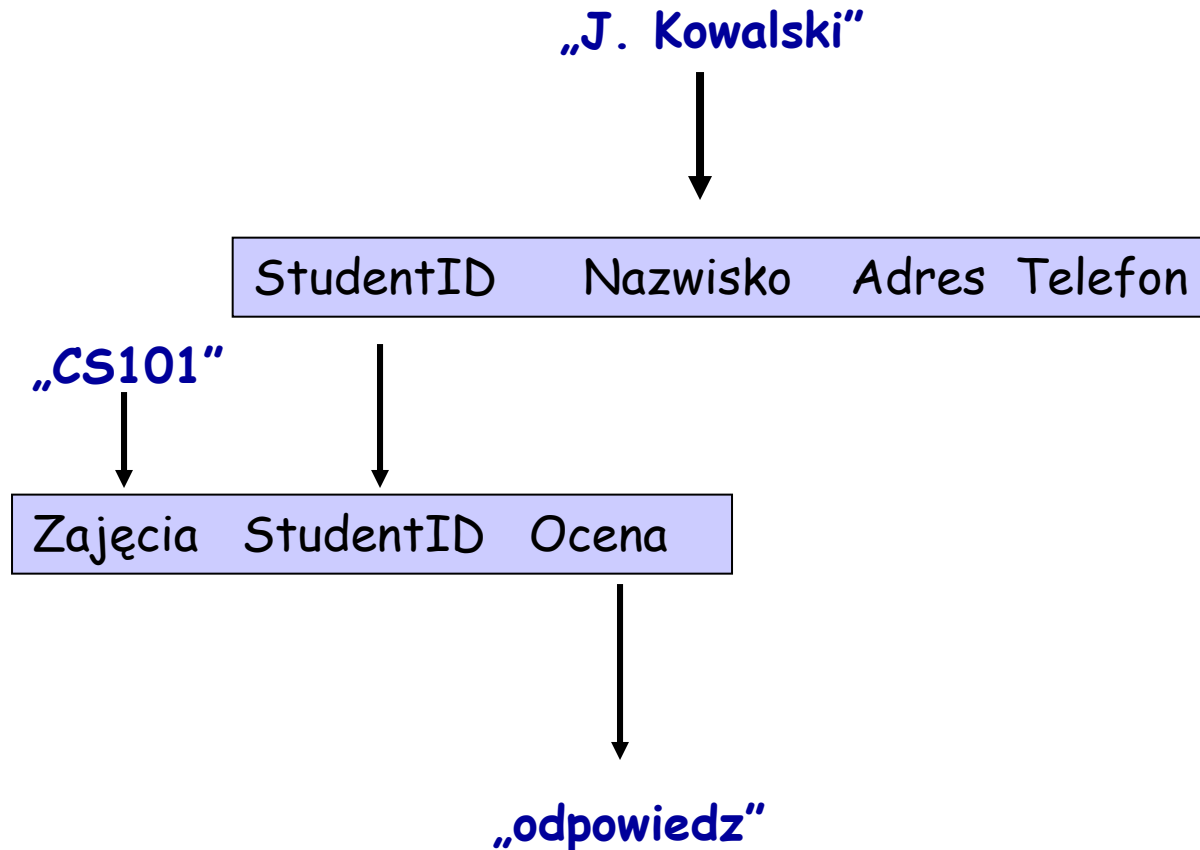 „J. Kowalski”
StudentID Nazwisko Adres Telefon
„CS101”
Zajęcia StudentID Ocena
„odpowiedz”